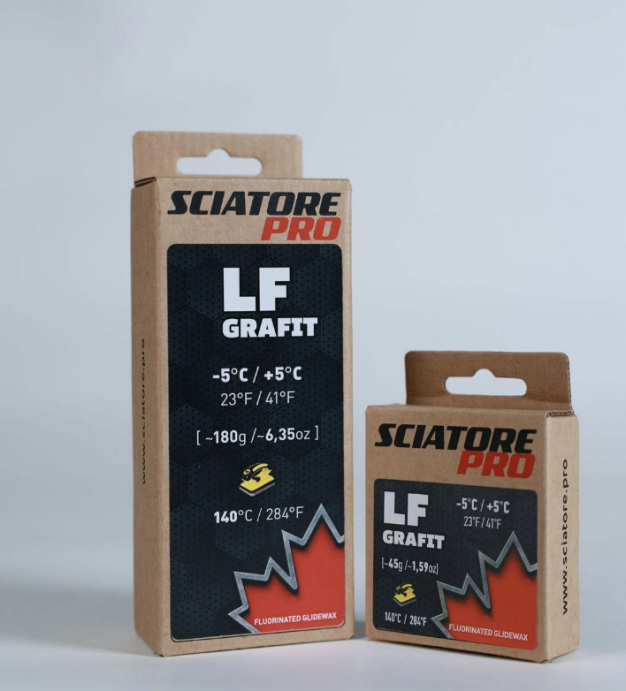 SCIATORE
PRO
LF
GRAFIT
-5°C / +5°C
23°F / 41°F
[ ~180g /~6,35oz ]
140°C / 284°F
FLUORINATED GLIDEWAX
www.sciatore.pro
SCIATORE
PRO
LF
GRAFIT
-5°C / +5°C
23°F / 41°F
[~45g /~1,59oz]
140°C / 284°F
FLUORINATED GLIDEWAX
www.sciatore.pro